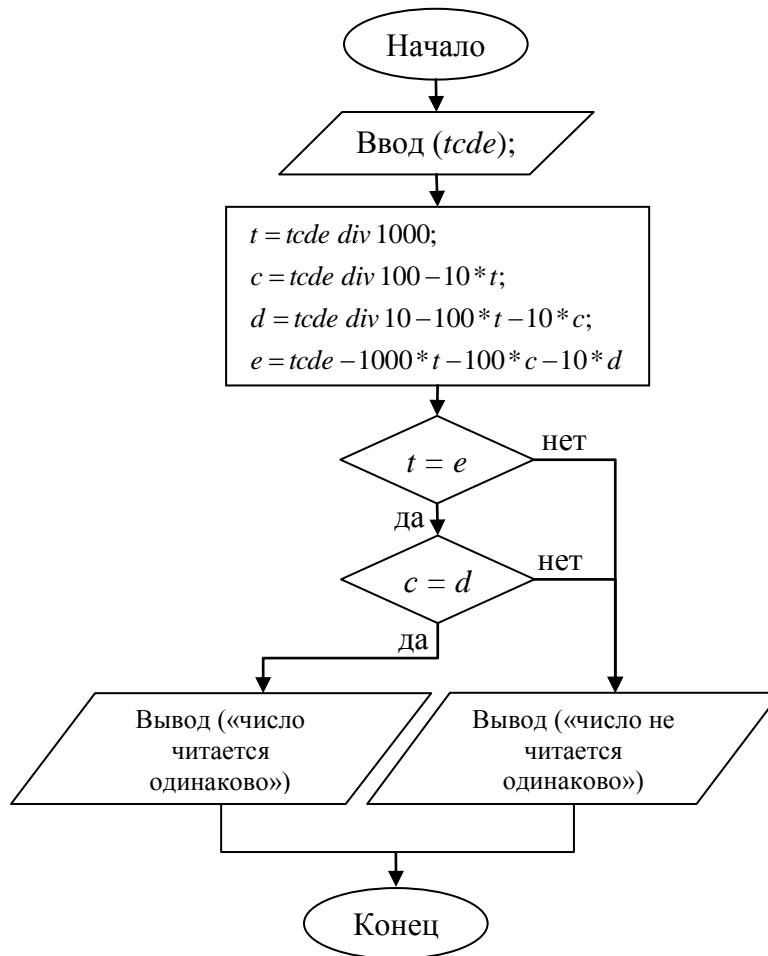 Начало
Ввод (tcde);
t = tcde div 1000;
c = tcde div 100 – 10 * t;
d = tcde div 10 – 100 * t – 10 * c;
e = tcde – 1000 * t – 100 * c – 10 * d
t = e
нет
да
c = d
нет
да
Вывод («число
читается
одинаково»)
Вывод («число не
читается
одинаково»)
Конец